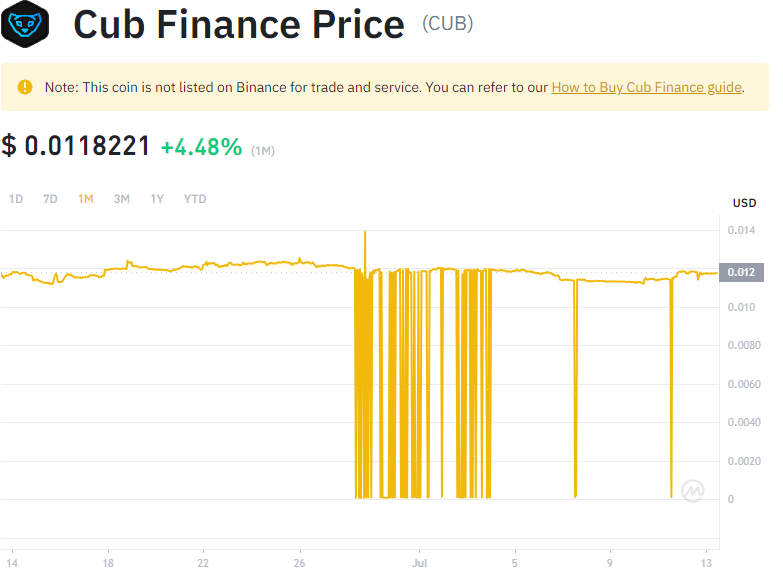 Cub Finance Price (CUB)
Note: This coin is not listed on Binance for trade and service. You can refer to our How to Buy Cub Finance guide.
$ 0.0118221 +4.48% (1M)
1D 7D 1M 3M 1Y YTD
USD
0.014
0.012
0.010
0.0080
0.0060
0.0040
0.0020
0
14 18 22 26 Jul 5 9 13